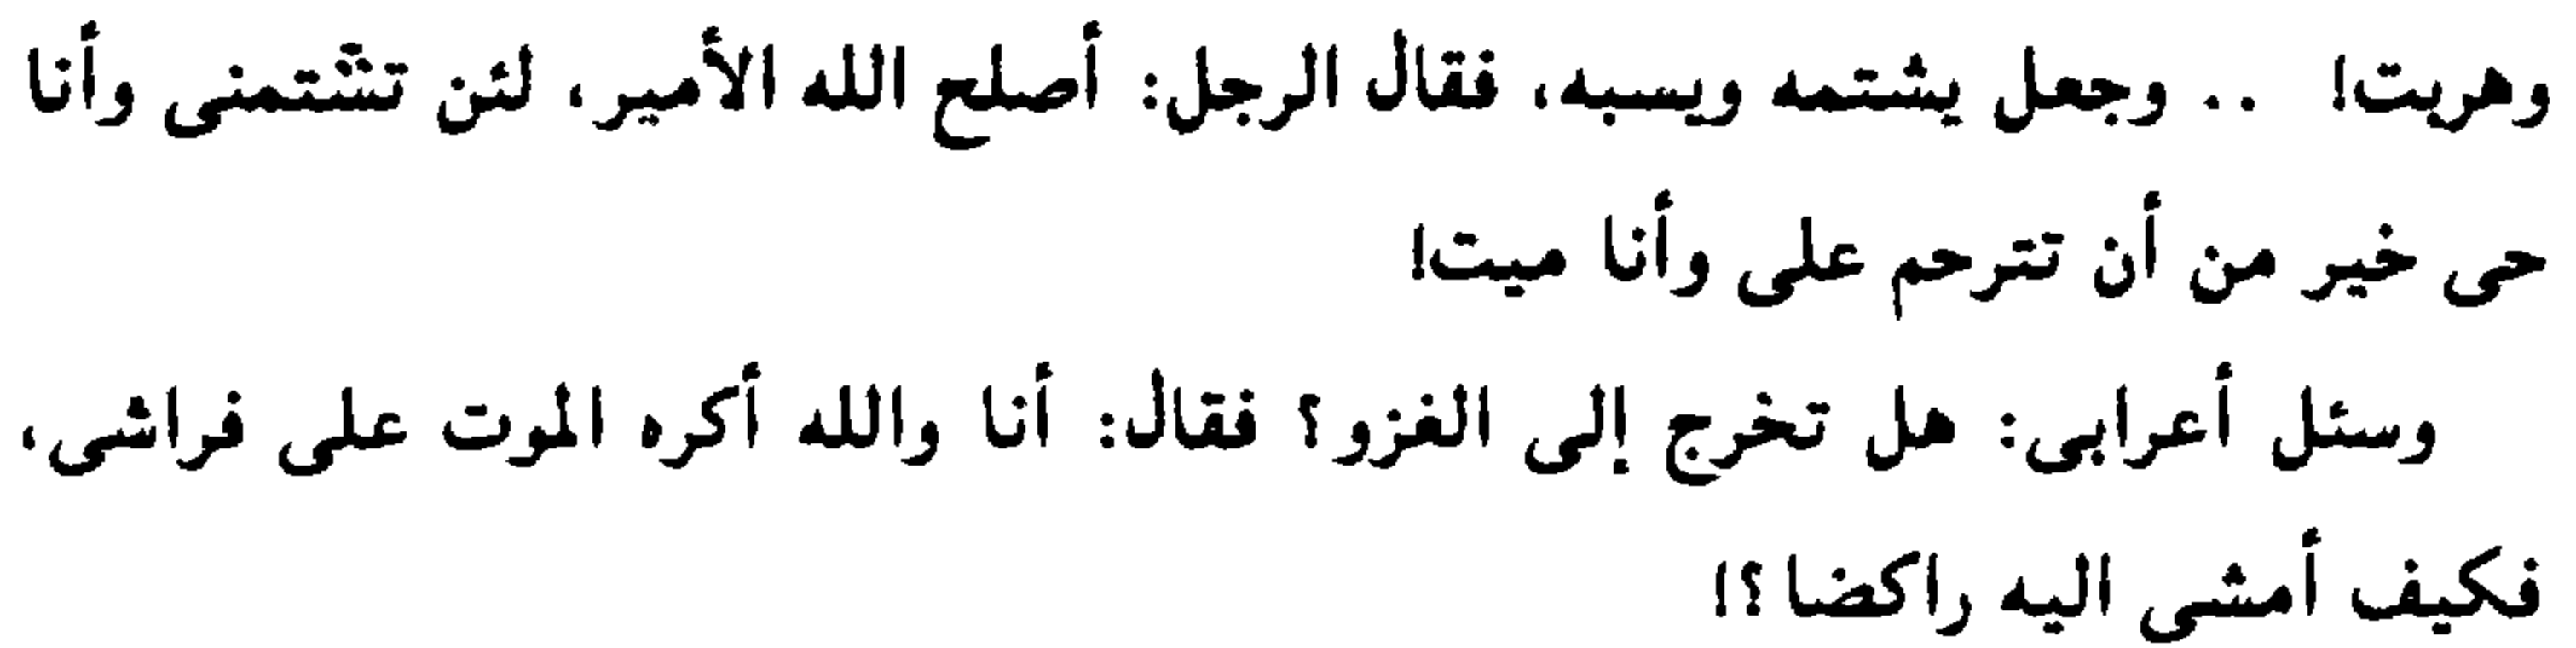 وهربت! .. وجعل يشتمه ويسبه، فقال الرجل: أصلح الله الأمير، لئن تشتمنى وأنا
حى خير من أن تترحم على وأنا ميت!
وسئل أعرابى: هل تخرج إلى الغزو؟ فقال: أنا والله أكره الموت على فراشى،
فكيف أمشى اليه راكضا؟!